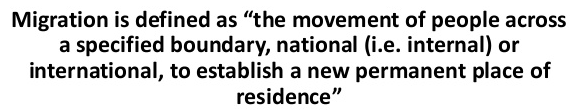 Migration is defined as “the movement of people across
a specified boundary, national (i.e. internal) or
international, to establish a new permanent place of
residence”